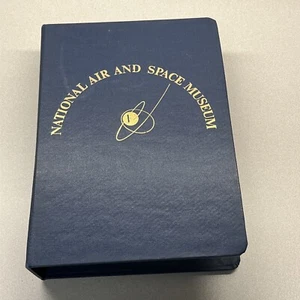 NATIONAL AIR AND SPACE MUSEUM
I